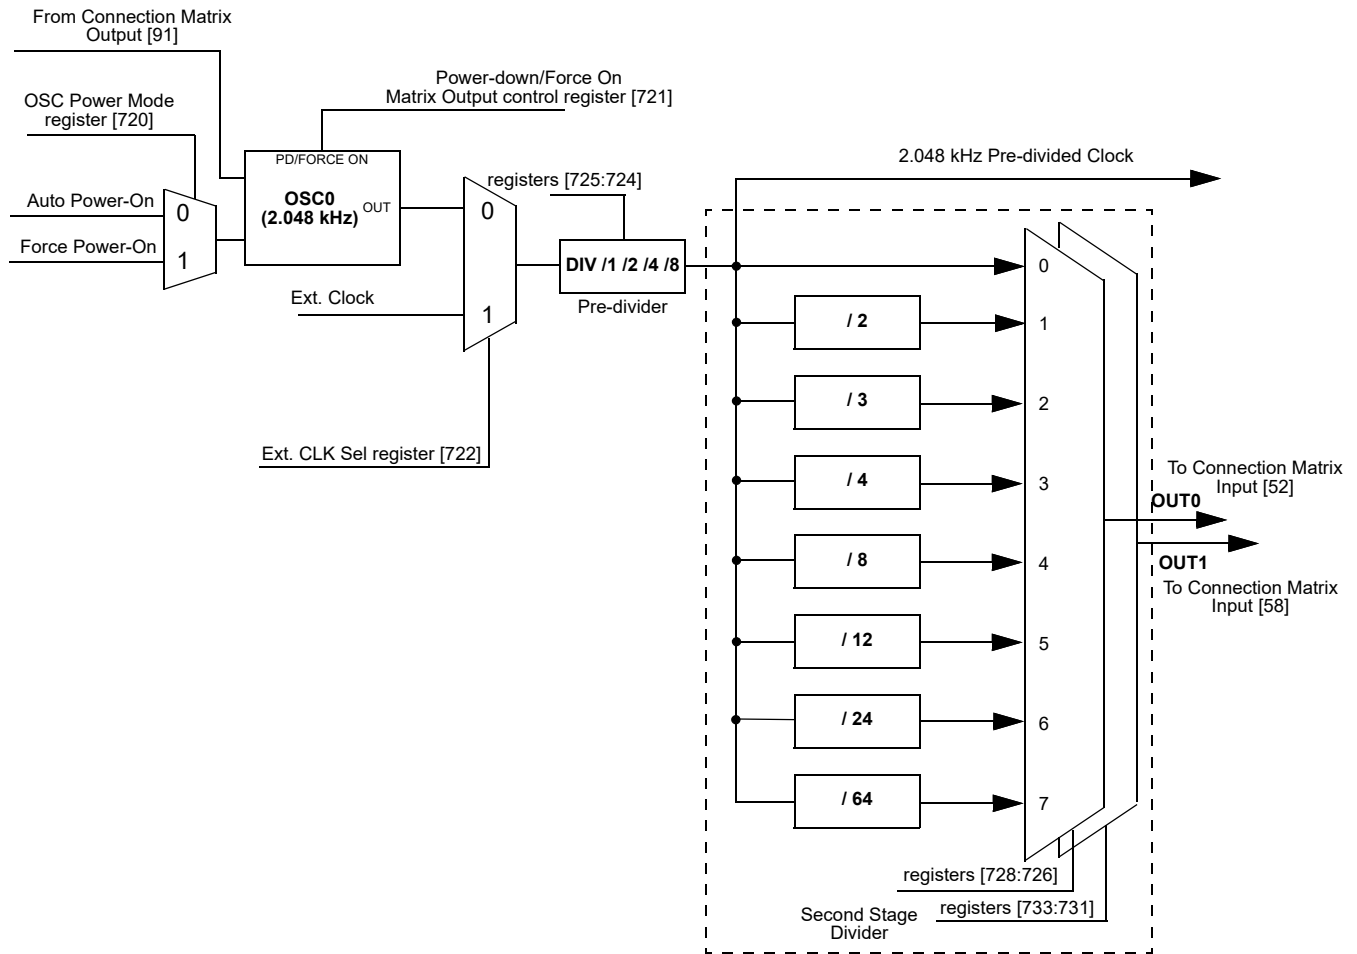 From Connection Matrix
Output [91]
OSC Power Mode
register [720]
Auto Power-On
Force Power-On
0
1
Power-down/Force On
Matrix Output control register [721]
PD/FORCE ON
OSC0
(2.048 kHz)
OUT
Ext. Clock
0
1
Ext. CLK Sel register [722]
registers [725:724]
DIV /1 /2 /4 /8
Pre-divider
2.048 kHz Pre-divided Clock
0
/ 2
1
/ 3
2
/ 4
3
/ 8
4
/ 12
5
/ 24
6
/ 64
7
To Connection Matrix
Input [52]
OUT0
OUT1
To Connection Matrix
Input [58]
registers [728:726]
registers [733:731]
Second Stage
Divider